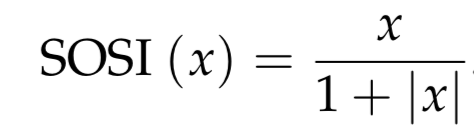 SOSI (x) = x / (1 + |x|)